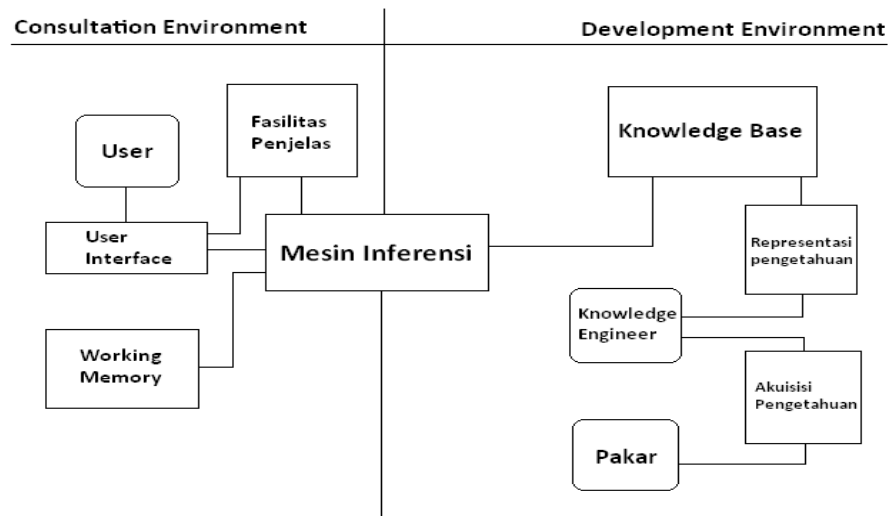 Consultation Environment
Development Environment
User
Fasilitas
Penjelas
Knowledge Base
User
Interface
Mesin Inferensi
Representasi
pengetahuan
Knowledge
Engineer
Working
Memory
Akuisisi
Pengetahuan
Pakar